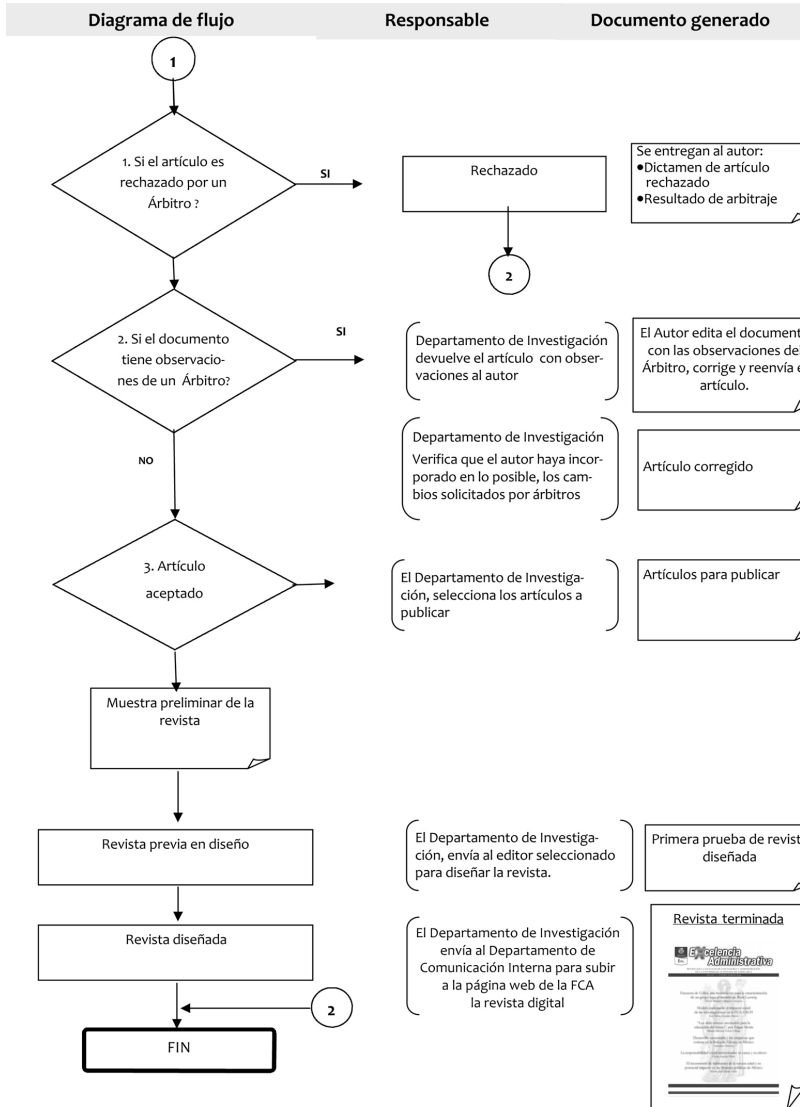 Diagrama de flujo
Responsable
Documento generado
1
1. Si el artículo es
rechazado por un
Árbitro ?
SI
Rechazado
Se entregan al autor:
•Dictamen de artículo
rechazado
•Resultado de arbitraje
2
2. Si el documento
tiene observacio-
nes de un Árbitro?
SI
Departamento de Investigación
devuelve el artículo con obser-
vaciones al autor
El Autor edita el document
con las observaciones del
Árbitro, corrige y reenvía e
artículo.
NO
Departamento de Investigación
Verifica que el autor haya incor-
porado en lo posible, los cam-
bios solicitados por árbitros
Artículo corregido
3. Artículo
aceptado
El Departamento de Investiga-
ción, selecciona los artículos a
publicar
Artículos para publicar
Muestra preliminar de la
revista
Revista previa en diseño
El Departamento de Investiga-
ción, envía al editor seleccionado
para diseñar la revista.
Primera prueba de revist
diseñada
Revista diseñada
El Departamento de Investigación
envía al Departamento de
Comunicación Interna para subir
a la página web de la FCA
la revista digital
Revista terminada
Excelencia
Administrativa
2
FIN